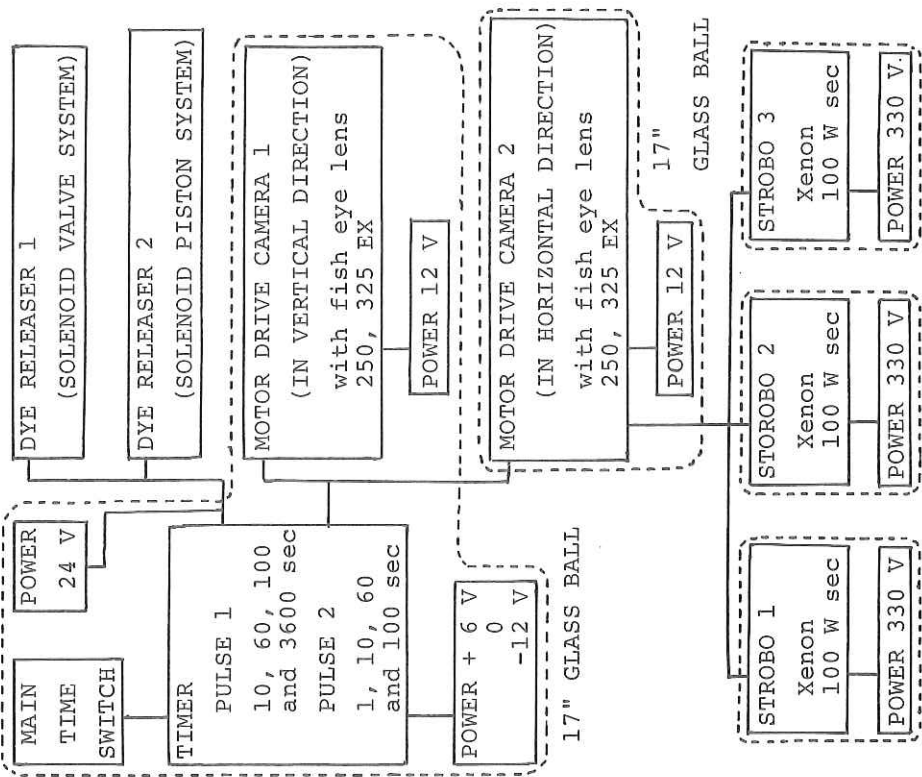 MAIN
TIME
SWITCH
POWER
24 V
TIMER
PULSE 1
10, 60, 100
and 3600 sec
PULSE 2
1, 10, 60
and 100 sec
POWER + 6 V
0
-12 V
17" GLASS BALL
DYE RELEASER 1
(SOLENOID VALVE SYSTEM)
DYE RELEASER 2
(SOLENOID PISTON SYSTEM)
MOTOR DRIVE CAMERA 1
(IN VERTICAL DIRECTION)
with fish eye lens
250, 325 EX
POWER 12 V
MOTOR DRIVE CAMERA 2
(IN HORIZONTAL DIRECTION)
with fish eye lens
250, 325 EX
POWER 12 V
17"
GLASS BALL
STROBO 1
Xenon
100 W sec
POWER 330 V
STOROBO 2
Xenon
100 W sec
POWER 330 V
STROBO 3
Xenon
100 W sec
POWER 330 V.